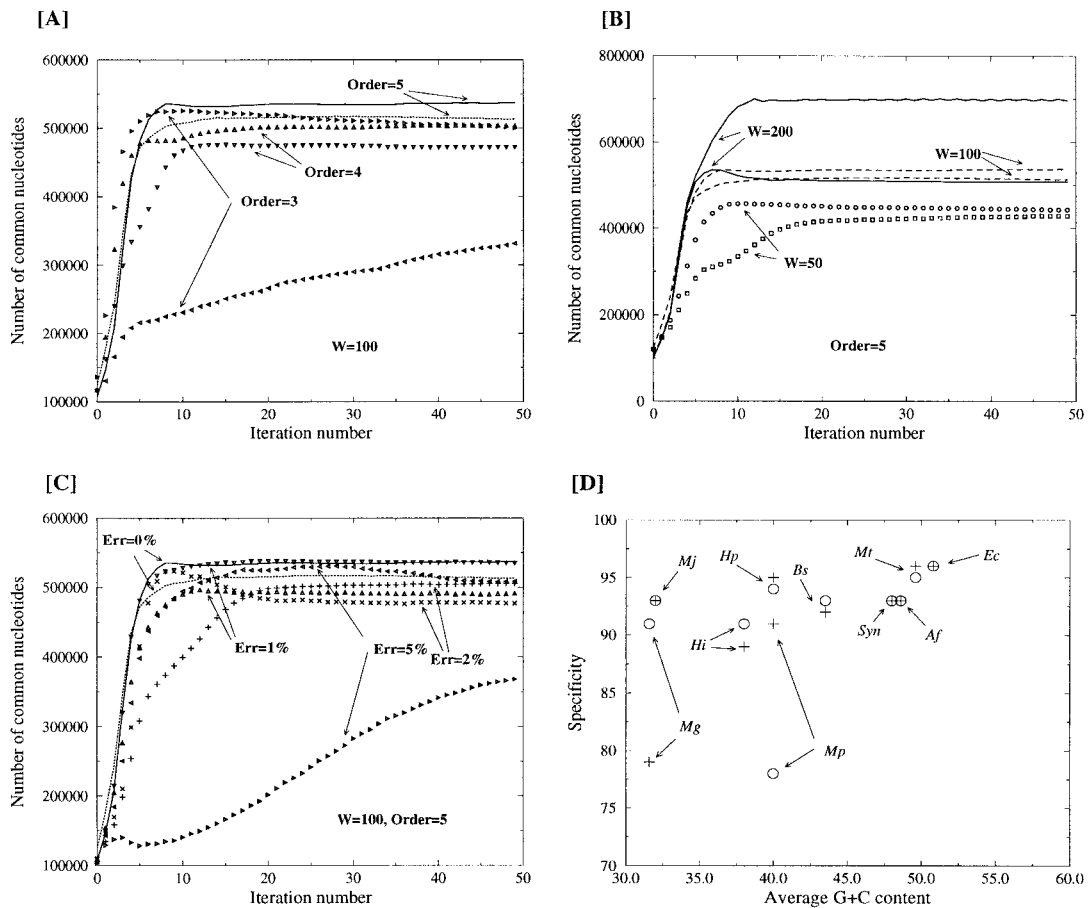 [A]
600000
500000
400000
300000
200000
100000
0
10
20
30
40
50
Number of common nucleotides
Iteration number
Order=5
Order=4
Order=3
W=100
[B]
800000
600000
400000
200000
0
0
10
20
30
40
50
Number of common nucleotides
Iteration number
W=200
W=100
W=50
Order=5
[C]
600000
500000
400000
300000
200000
100000
0
10
20
30
40
50
Number of common nucleotides
Iteration number
Err=0%
Err=1%
Err=5%
Err=2%
W=100, Order=5
[D]
100
95
90
85
80
75
70
30.0
35.0
40.0
45.0
50.0
55.0
60.0
Specificity
Average G+C content
Mj
Hp
Bs
Mt
Ec
Hi
Syn
Af
Mg
Mp